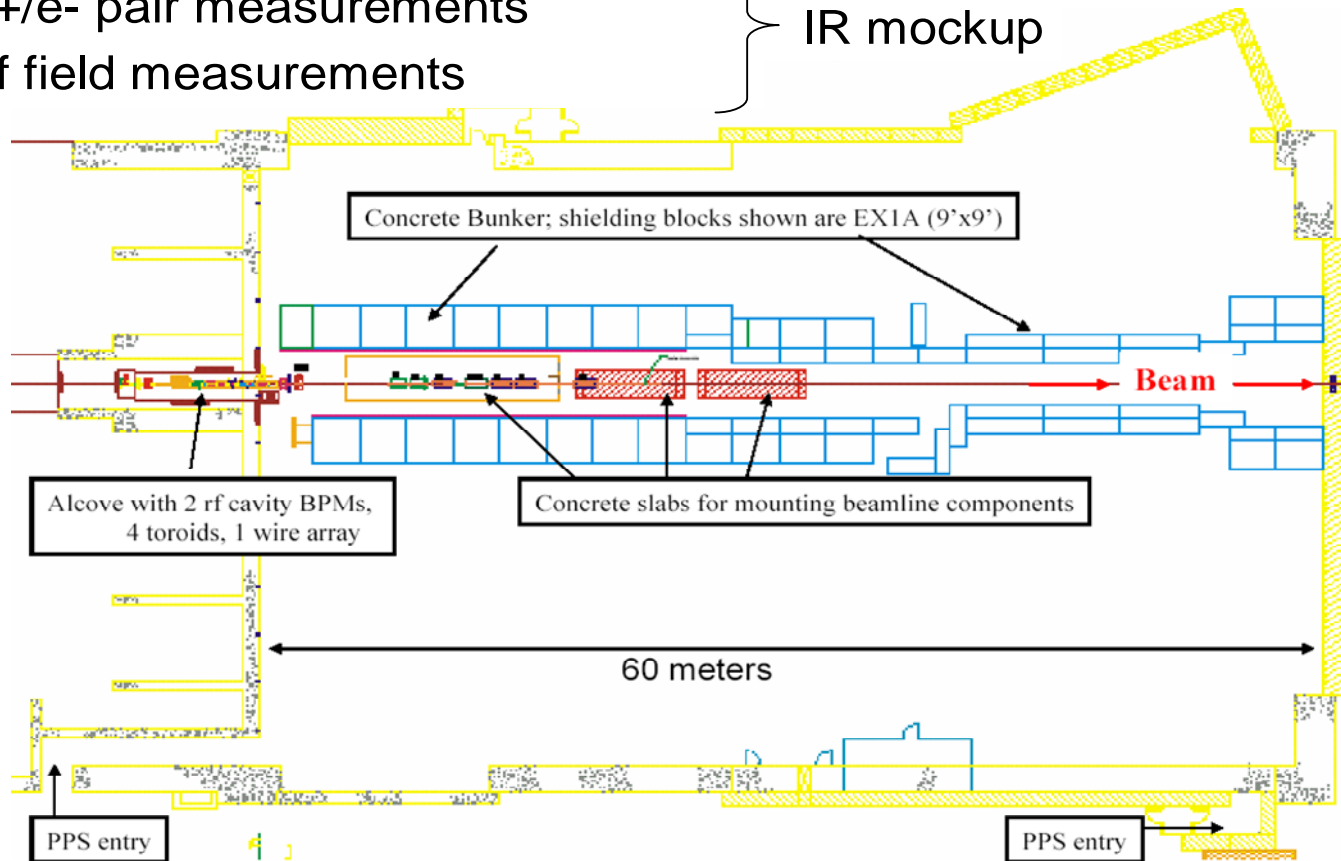 +/e- pair measurements
f field measurements
IR mockup
Concrete Bunker; shielding blocks shown are EX1A (9’x9’)
Beam
Alcove with 2 rf cavity BPMs,
4 toroids, 1 wire array
Concrete slabs for mounting beamline components
60 meters
PPS entry
PPS entry